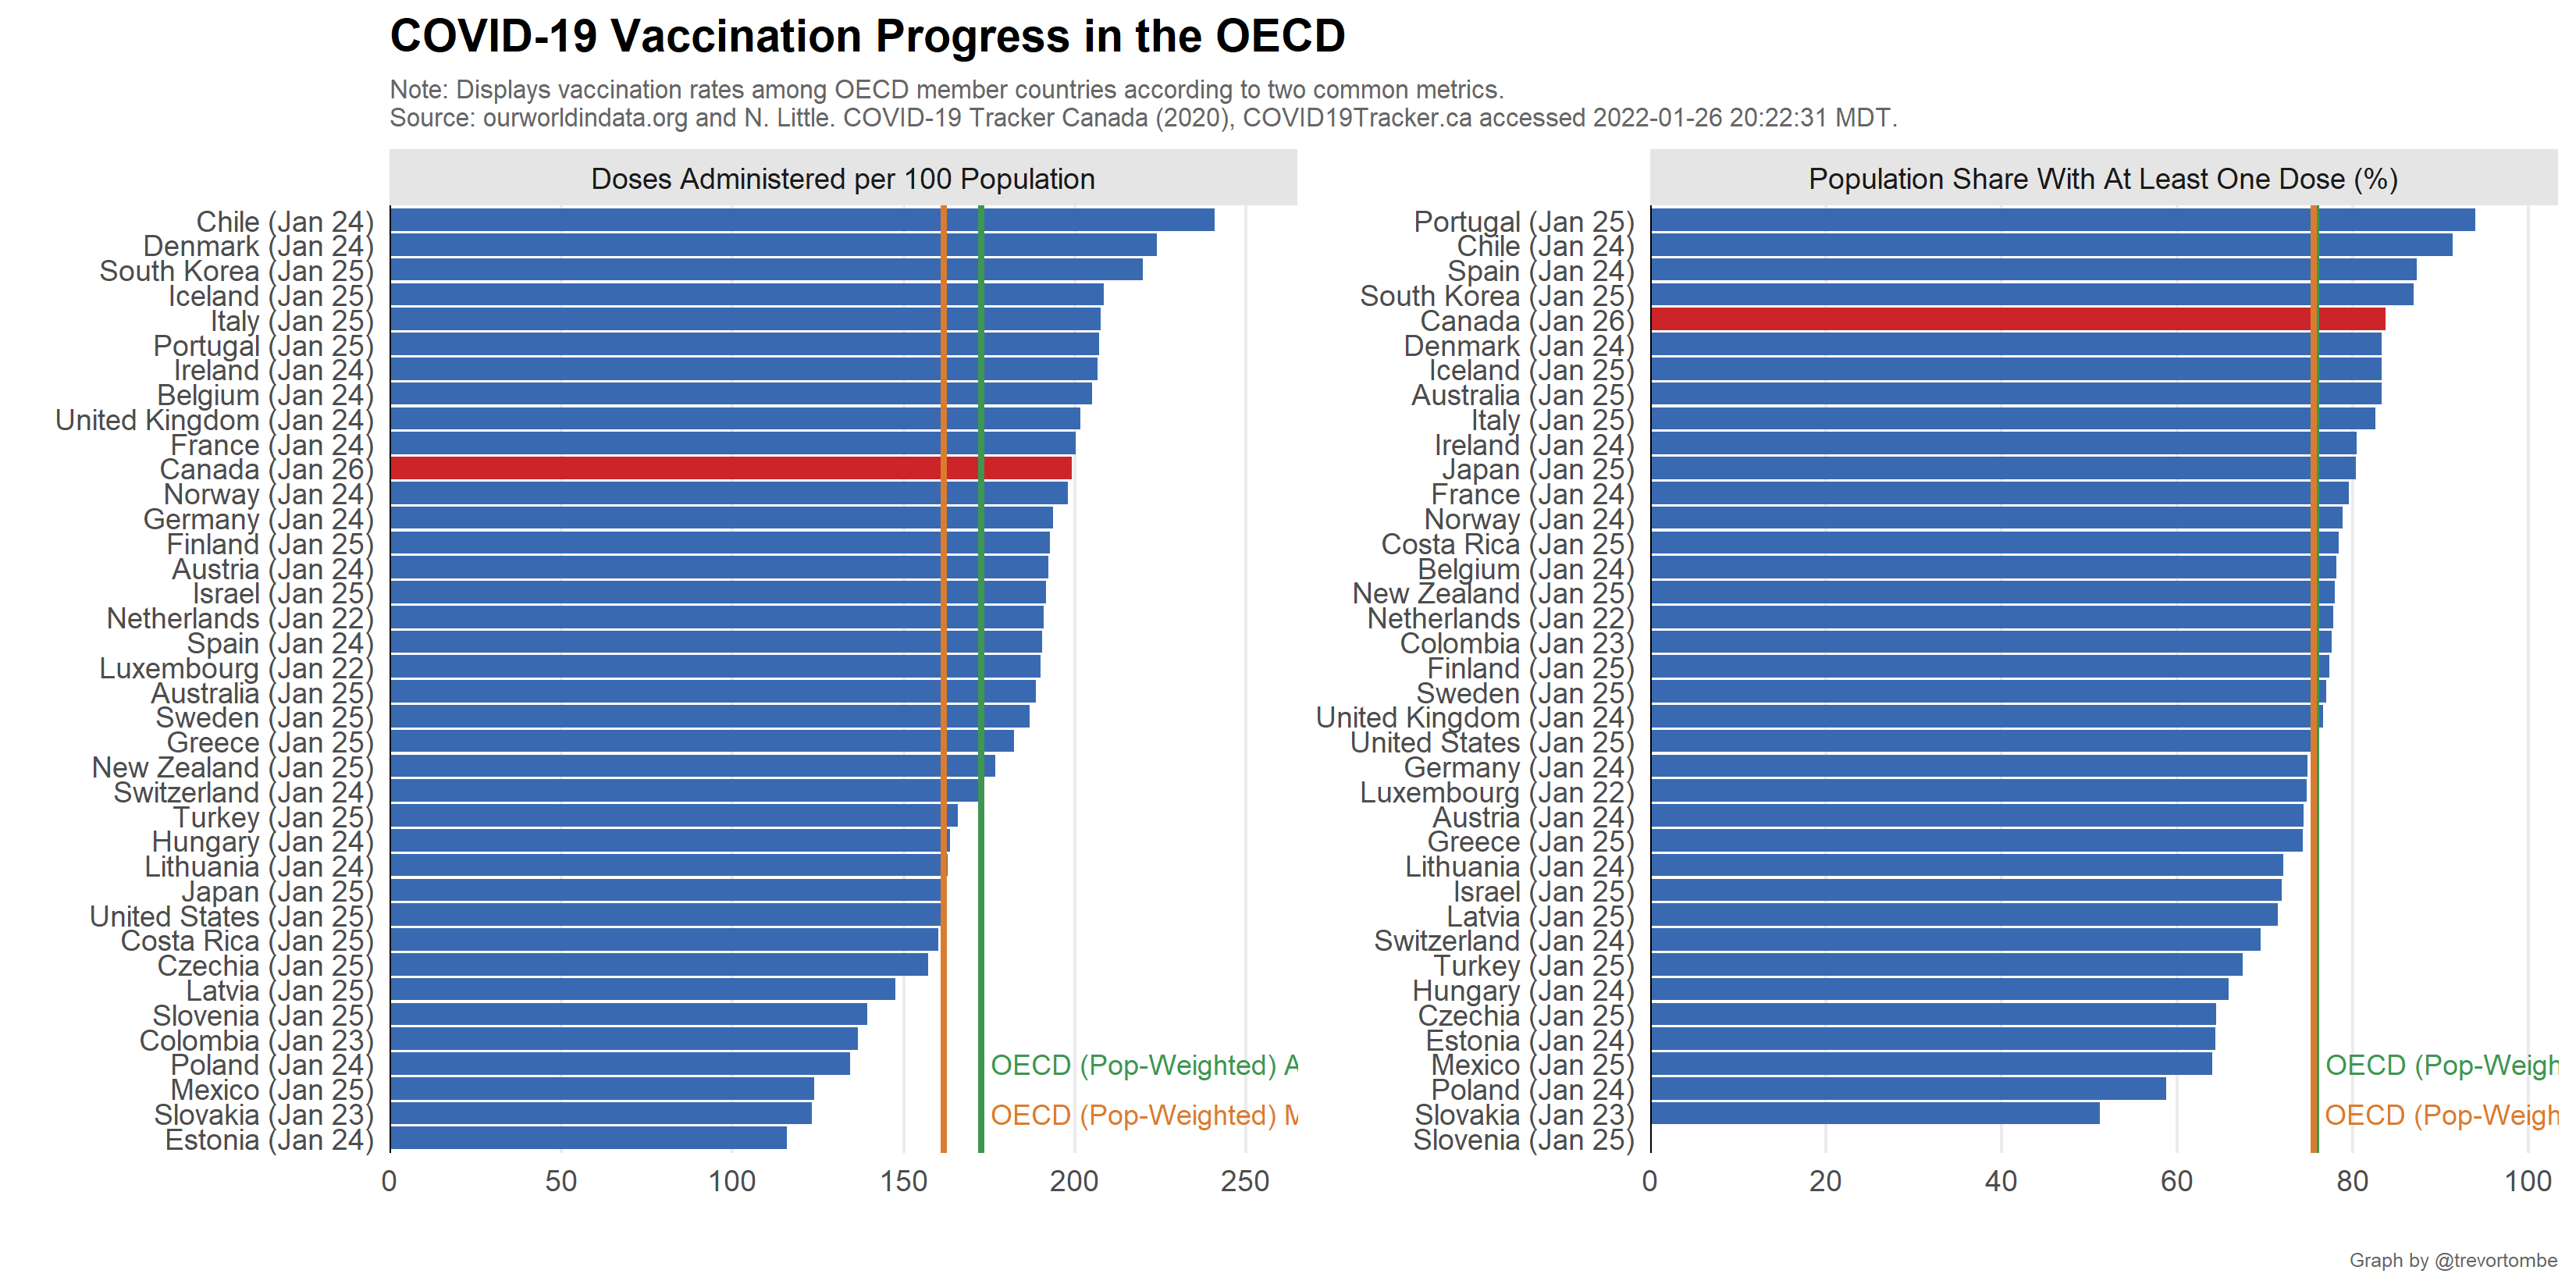 COVID-19 Vaccination Progress in the OECD
Note: Displays vaccination rates among OECD member countries according to two common metrics.
Source: ourworldindata.org and N. Little. COVID-19 Tracker Canada (2020), COVID19Tracker.ca accessed 2022-01-26 20:22:31 MDT.
Doses Administered per 100 Population
Chile (Jan 24)
Denmark (Jan 24)
South Korea (Jan 25)
Iceland (Jan 25)
Italy (Jan 25)
Portugal (Jan 25)
Ireland (Jan 24)
Belgium (Jan 24)
United Kingdom (Jan 24)
France (Jan 24)
Canada (Jan 26)
Norway (Jan 24)
Germany (Jan 24)
Finland (Jan 25)
Austria (Jan 24)
Israel (Jan 25)
Netherlands (Jan 22)
Spain (Jan 24)
Luxembourg (Jan 22)
Australia (Jan 25)
Sweden (Jan 25)
Greece (Jan 25)
New Zealand (Jan 25)
Switzerland (Jan 24)
Turkey (Jan 25)
Hungary (Jan 24)
Lithuania (Jan 24)
Japan (Jan 25)
United States (Jan 25)
Costa Rica (Jan 25)
Czechia (Jan 25)
Latvia (Jan 25)
Slovenia (Jan 25)
Colombia (Jan 23)
Poland (Jan 24)
Mexico (Jan 25)
Slovakia (Jan 23)
Estonia (Jan 24)
OECD (Pop-Weighted) A
OECD (Pop-Weighted) M
0 50 100 150 200 250
Population Share With At Least One Dose (%)
Portugal (Jan 25)
Chile (Jan 24)
Spain (Jan 24)
South Korea (Jan 25)
Canada (Jan 26)
Denmark (Jan 24)
Iceland (Jan 25)
Australia (Jan 25)
Italy (Jan 25)
Ireland (Jan 24)
Japan (Jan 25)
France (Jan 24)
Norway (Jan 24)
Costa Rica (Jan 25)
Belgium (Jan 24)
New Zealand (Jan 25)
Netherlands (Jan 22)
Colombia (Jan 23)
Finland (Jan 25)
Sweden (Jan 25)
United Kingdom (Jan 24)
United States (Jan 25)
Germany (Jan 24)
Luxembourg (Jan 22)
Austria (Jan 24)
Greece (Jan 25)
Lithuania (Jan 24)
Israel (Jan 25)
Latvia (Jan 25)
Switzerland (Jan 24)
Turkey (Jan 25)
Hungary (Jan 24)
Czechia (Jan 25)
Estonia (Jan 24)
Mexico (Jan 25)
Poland (Jan 24)
Slovakia (Jan 23)
Slovenia (Jan 25)
OECD (Pop-Weigh
OECD (Pop-Weigh
0 20 40 60 80 100
Graph by @trevortombe